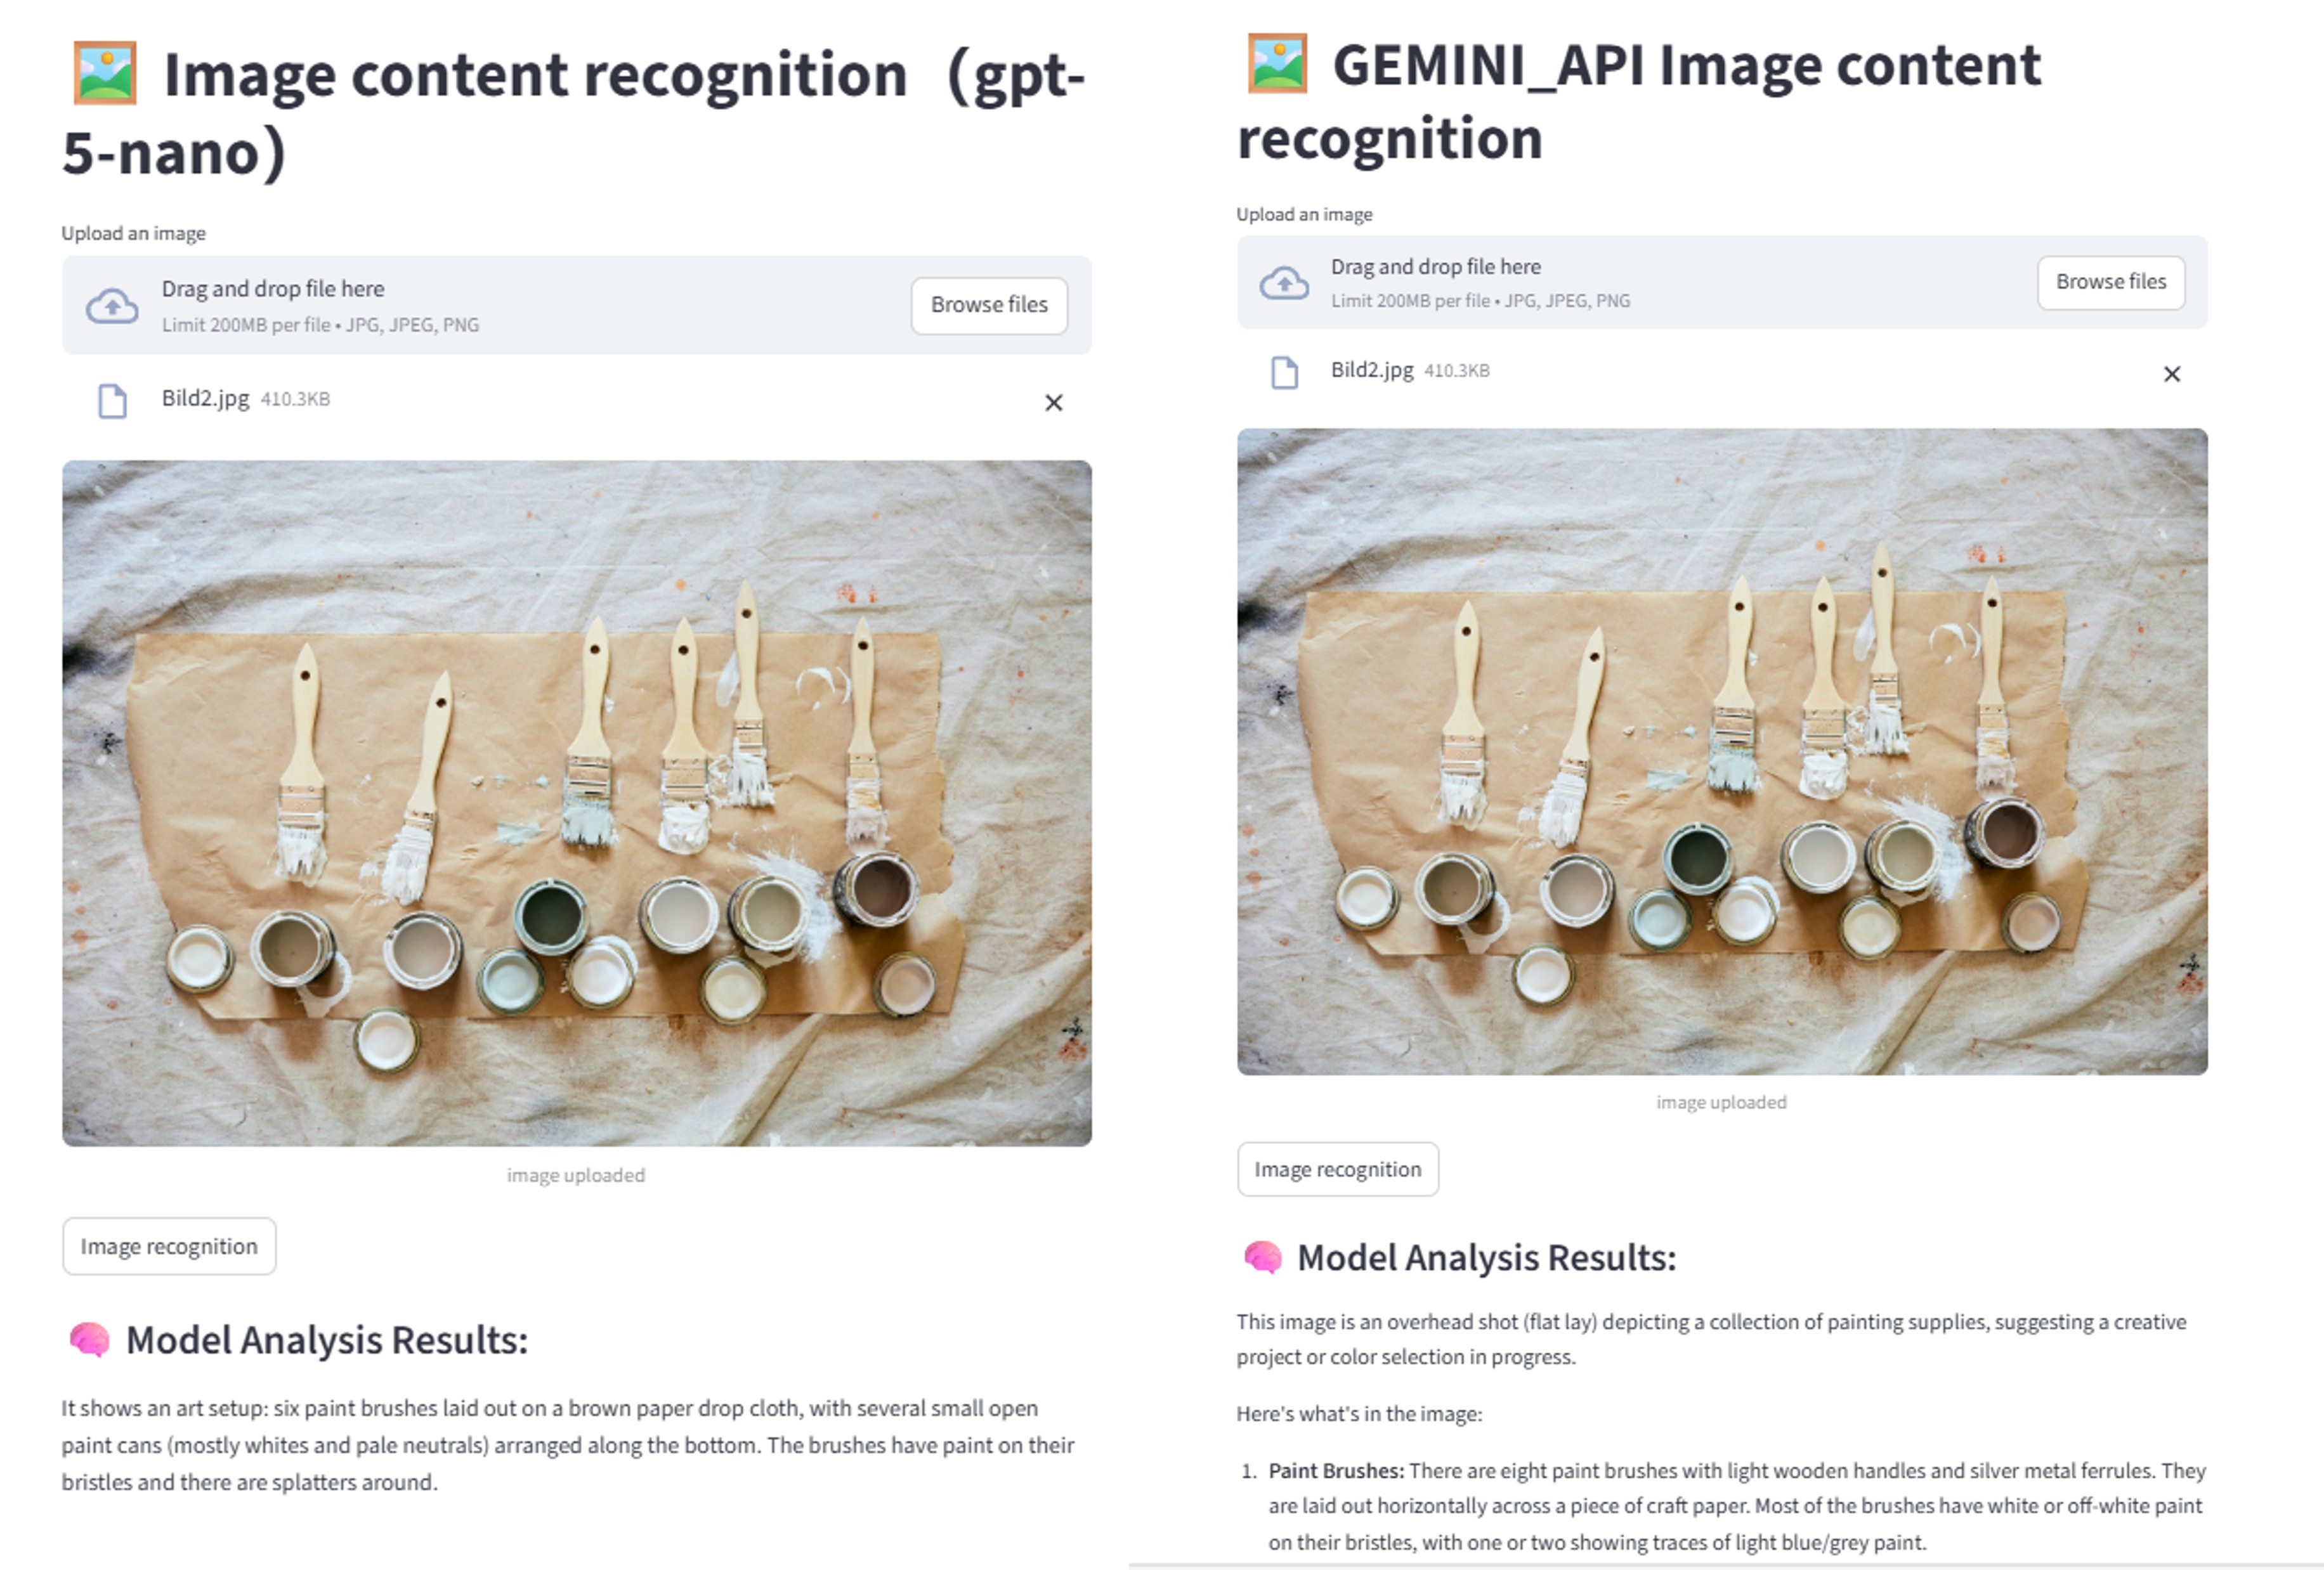 Image content recognition（gpt-
5-nano）
Upload an image
Drag and drop file here
Limit 200MB per file • JPG, JPEG, PNG
Browse files
Bild2.jpg 410.3KB
image uploaded
Image recognition
Model Analysis Results:
It shows an art setup: six paint brushes laid out on a brown paper drop cloth, with several small open
paint cans (mostly whites and pale neutrals) arranged along the bottom. The brushes have paint on their
bristles and there are splatters around.
GEMINI_API Image content
recognition
Upload an image
Drag and drop file here
Limit 200MB per file • JPG, JPEG, PNG
Browse files
Bild2.jpg 410.3KB
image uploaded
Image recognition
Model Analysis Results:
This image is an overhead shot (flat lay) depicting a collection of painting supplies, suggesting a creative
project or color selection in progress.
Here's what's in the image:
1. Paint Brushes: There are eight paint brushes with light wooden handles and silver metal ferrules. They
are laid out horizontally across a piece of craft paper. Most of the brushes have white or off-white paint
on their bristles, with one or two showing traces of light blue/grey paint.